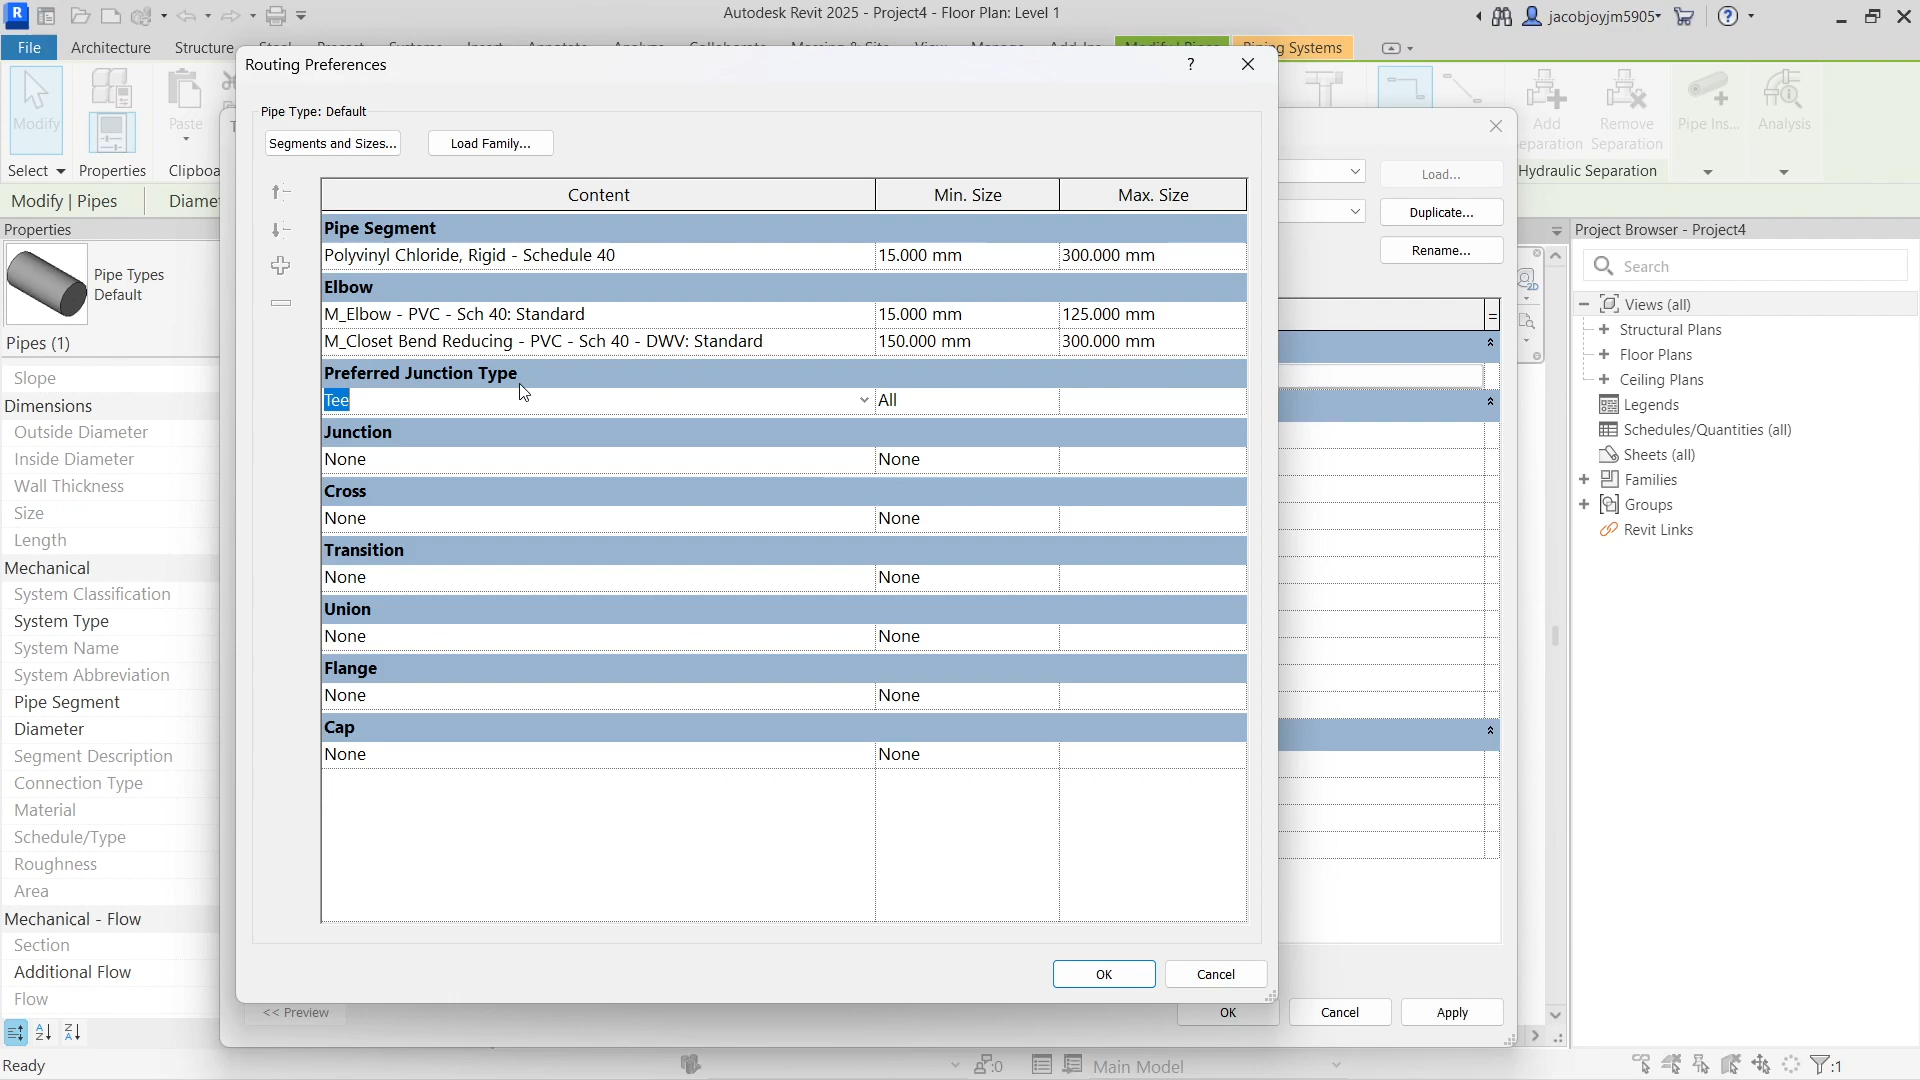 Autodesk Revit 2025 - Project4 - Floor Plan: Level 1
jacobjoyjm5905
File
Architecture
Structure
Piping Systems
Routing Preferences
?
Modify
Paste
Add
Remove
Pipe Ins...
Analysis
Separation
Select
Properties
Hydraulic Separation
Modify | Pipes
Pipe Type: Default
Segments and Sizes...
Load Family...
Load...
Duplicate...
Rename...
Properties
Pipe Types
Default
Pipes (1)
Slope
Dimensions
Outside Diameter
Inside Diameter
Wall Thickness
Size
Length
Mechanical
System Classification
System Type
System Name
System Abbreviation
Pipe Segment
Diameter
Segment Description
Connection Type
Material
Schedule/Type
Roughness
Area
Mechanical - Flow
Section
Additional Flow
Flow
Content Min. Size Max. Size
Pipe Segment
Polyvinyl Chloride, Rigid - Schedule 40 15.000 mm 300.000 mm
Elbow
M_Elbow - PVC - Sch 40: Standard 15.000 mm 125.000 mm
M_Closet Bend Reducing - PVC - Sch 40 - DWV: Standard 150.000 mm 300.000 mm
Preferred Junction Type
Tee All
Junction
None None
Cross
None None
Transition
None None
Union
None None
Flange
None None
Cap
None None
OK Cancel
<< Preview
OK Cancel Apply
Project Browser - Project4
Search
Views (all)
Structural Plans
Floor Plans
Ceiling Plans
Legends
Schedules/Quantities (all)
Sheets (all)
Families
Groups
Revit Links
Ready
:0
Main Model
:1